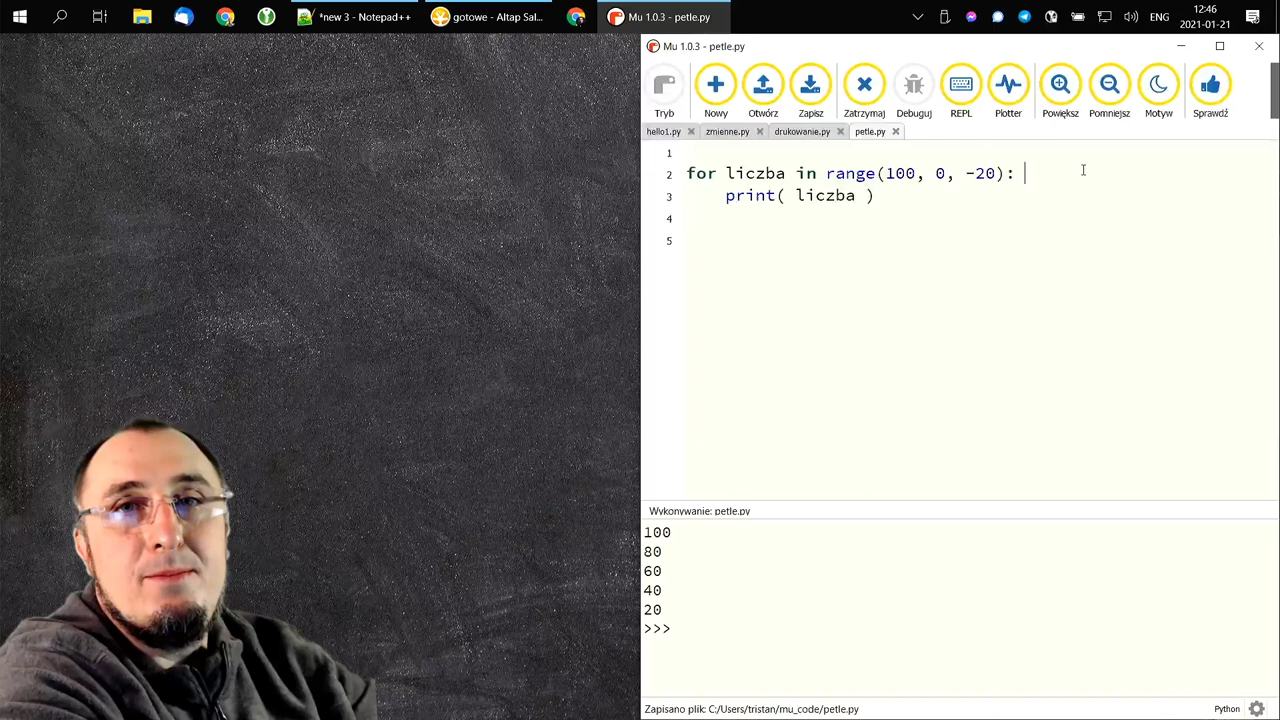 *new 3 - Notepad++
gotowe - Altap Sal...
Mu 1.0.3 - petle.py
ENG
12:46
2021-01-21
Mu 1.0.3 - petle.py
Tryb
Nowy
Otwórz
Zapisz
Zatrzymaj
Debuguj
REPL
Plotter
Powiększ
Pomniejsz
Motyw
Sprawdź
hello1.py
zmienne.py
drukowanie.py
petle.py
1
2 for liczba in range(100, 0, -20):
3 print( liczba )
4
5
Wykonywanie: petle.py
100
80
60
40
20
>>>
Zapisano plik: C:/Users/tristan/mu_code/petle.py
Python